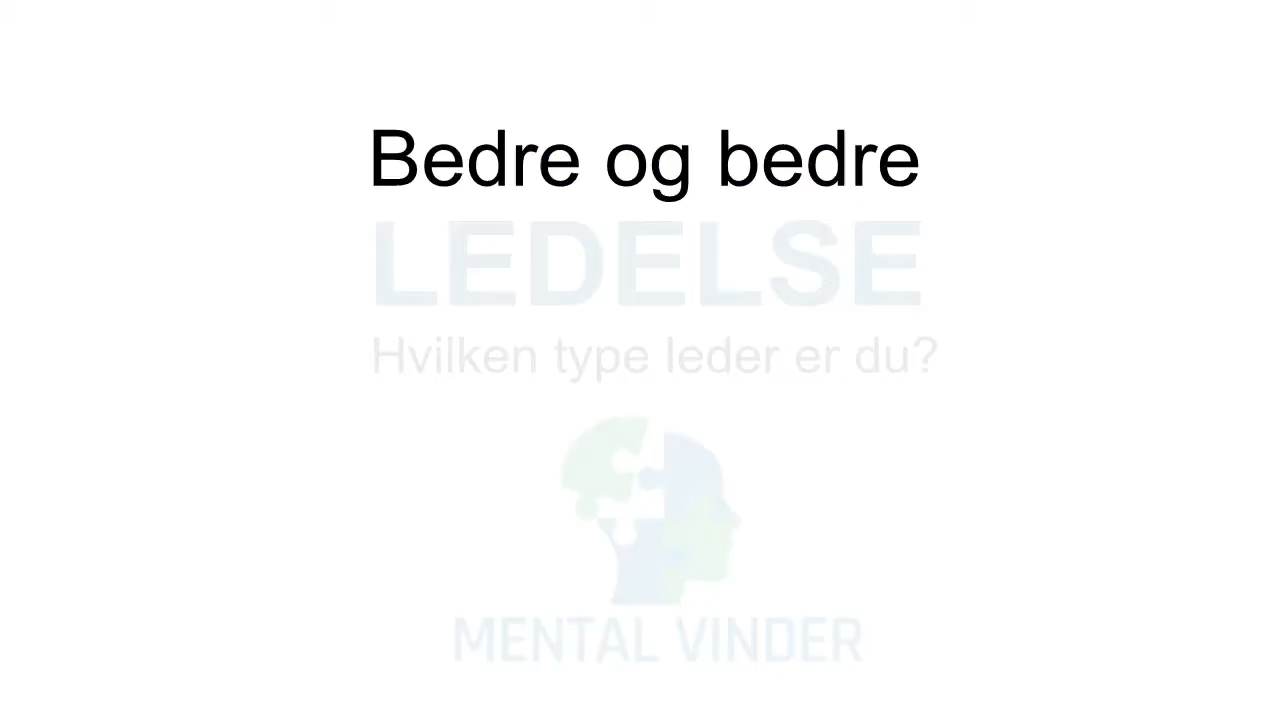 Bedre og bedre
LEDELSE
Hvilken type leder er du?
MENTAL VINDER